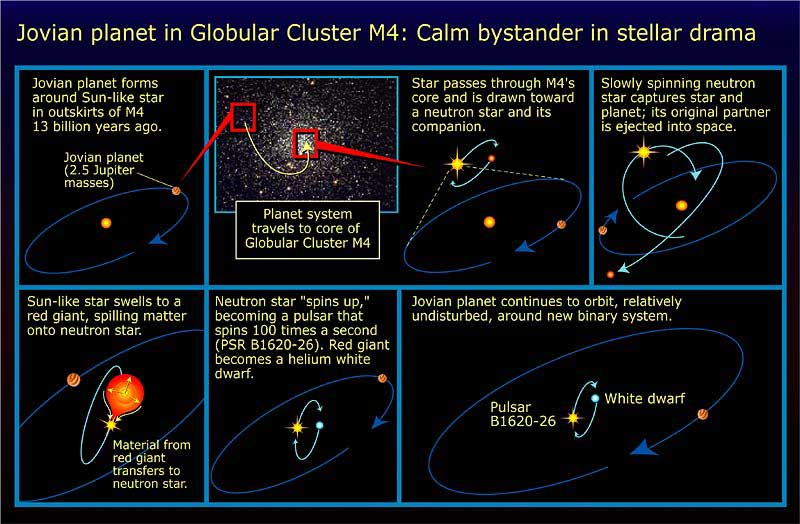 Jovian planet in Globular Cluster M4: Calm bystander in stellar drama
Jovian planet forms
around Sun-like star
in outskirts of M4
13 billion years ago.
Jovian planet
(2.5 Jupiter
masses)
Planet system
travels to core of
Globular Cluster M4
Star passes through M4's
core and is drawn toward
a neutron star and its
companion.
Slowly spinning neutron
star captures star and
planet; its original partner
is ejected into space.
Sun-like star swells to a
red giant, spilling matter
onto neutron star.
Material from
red giant
transfers to
neutron star.
Neutron star "spins up,"
becoming a pulsar that
spins 100 times a second
(PSR B1620-26). Red giant
becomes a helium white
dwarf.
Jovian planet continues to orbit, relatively
undisturbed, around new binary system.
White dwarf
Pulsar
B1620-26